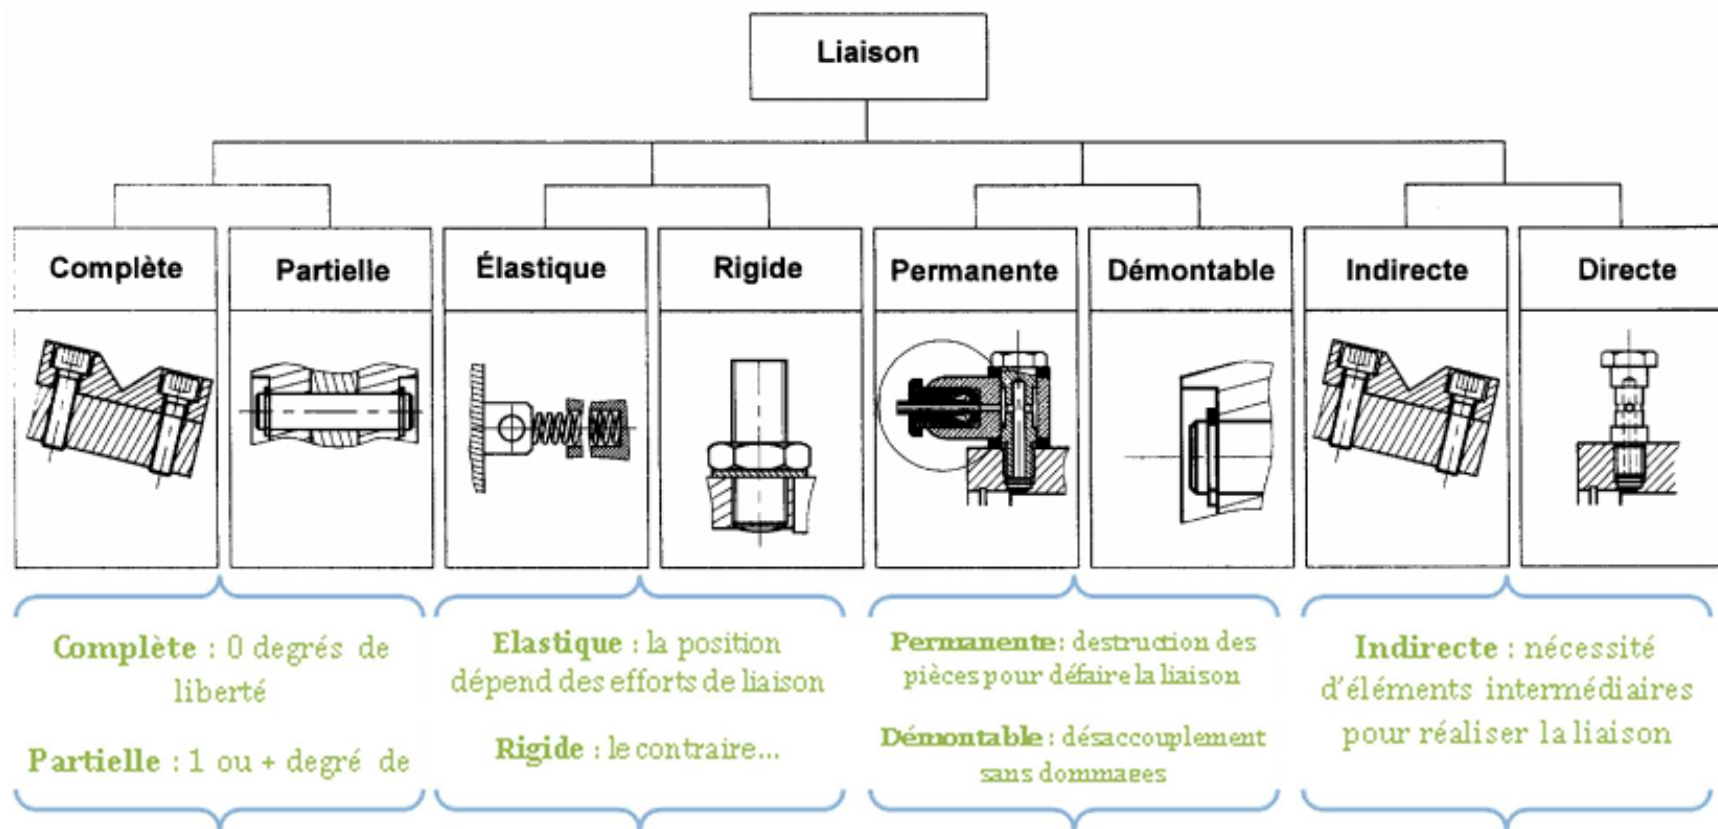 Liaison
Complète
Partielle
Élastique
Rigide
Permanente
Démontable
Indirecte
Directe
Complète : 0 degrés de
liberté
Partielle : 1 ou + degré de
Elastique : la position
dépend des efforts de liaison
Rigide : le contraire...
Permanente : destruction des
pièces pour défaire la liaison
Démontable : désaccouplement
sans dommages
Indirecte : nécessité
d'éléments intermédiaires
pour réaliser la liaison